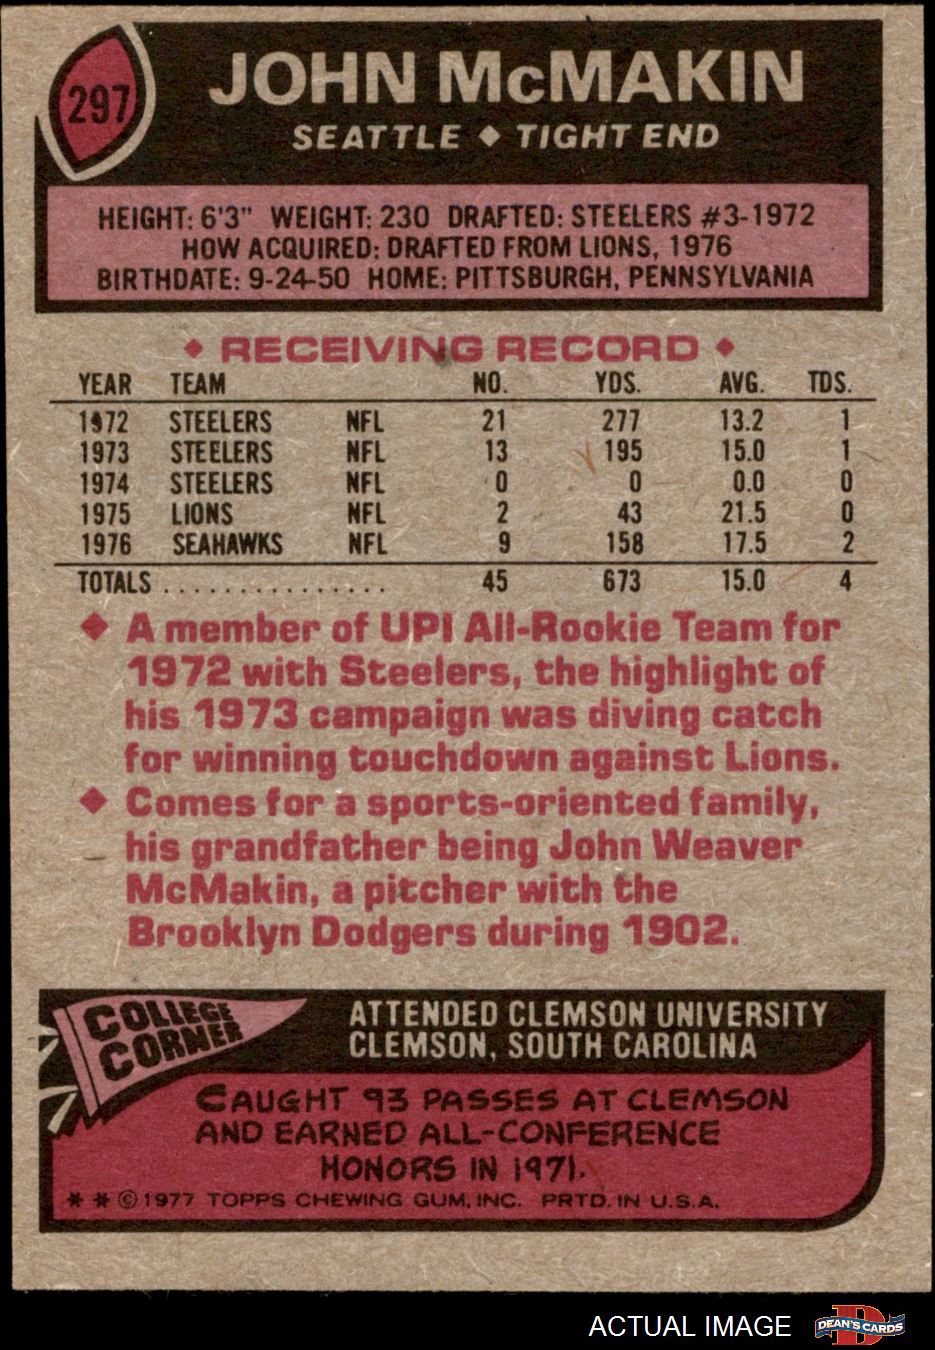 297
JOHN McMAKIN
SEATTLE ◆ TIGHT END
HEIGHT: 6'3" WEIGHT: 230 DRAFTED: STEELERS #3-1972
HOW ACQUIRED: DRAFTED FROM LIONS, 1976
BIRTHDATE: 9-24-50 HOME: PITTSBURGH, PENNSYLVANIA
◆ RECEIVING RECORD ◆
YEAR TEAM NO. YDS. AVG. TDS.
1972 STEELERS NFL 21 277 13.2 1
1973 STEELERS NFL 13 195 15.0 1
1974 STEELERS NFL 0 0 0.0 0
1975 LIONS NFL 2 43 21.5 0
1976 SEAHAWKS NFL 9 158 17.5 2
TOTALS ............... 45 673 15.0 4
◆ A member of UPI All-Rookie Team for
1972 with Steelers, the highlight of
his 1973 campaign was diving catch
for winning touchdown against Lions.
◆ Comes for a sports-oriented family,
his grandfather being John Weaver
McMakin, a pitcher with the
Brooklyn Dodgers during 1902.
COLLEGE
CORNER
ATTENDED CLEMSON UNIVERSITY
CLEMSON, SOUTH CAROLINA
CAUGHT 93 PASSES AT CLEMSON
AND EARNED ALL-CONFERENCE
HONORS IN 1971.
* * © 1977 TOPPS CHEWING GUM, INC. PRTD. IN U.S.A.
ACTUAL IMAGE
D
DEAN'S CARDS